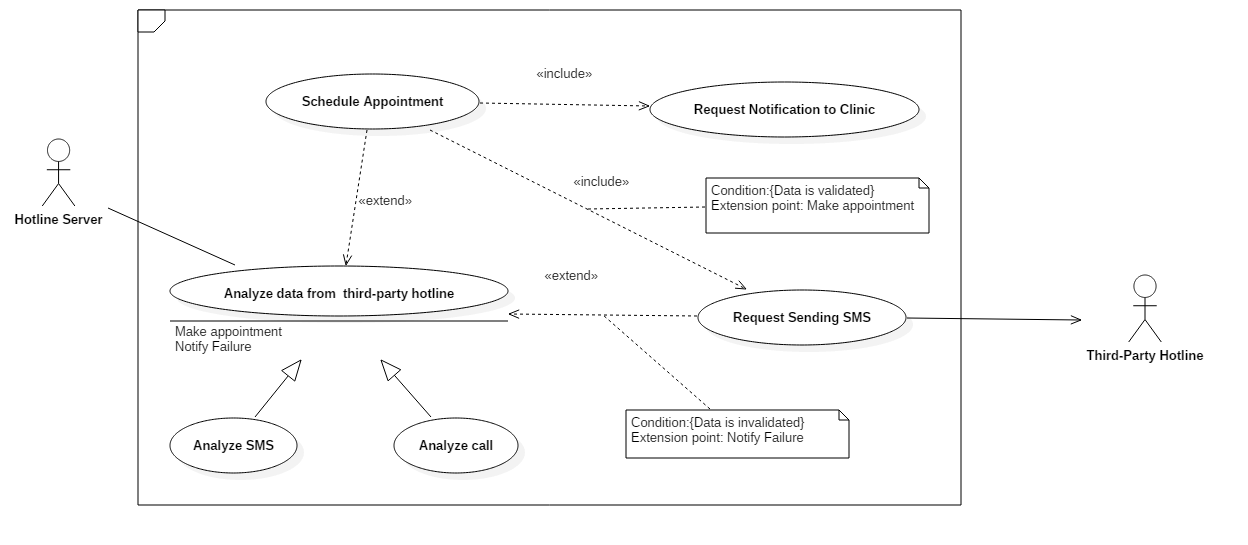 «include»
Schedule Appointment
Request Notification to Clinic
«include»
Condition:{Data is validated}
Extension point: Make appointment
«extend»
Hotline Server
«extend»
Analyze data from  third-party hotline
Request Sending SMS
Make appointment
Notify Failure
Third-Party Hotline
Condition:{Data is invalidated}
Extension point: Notify Failure
Analyze SMS
Analyze call